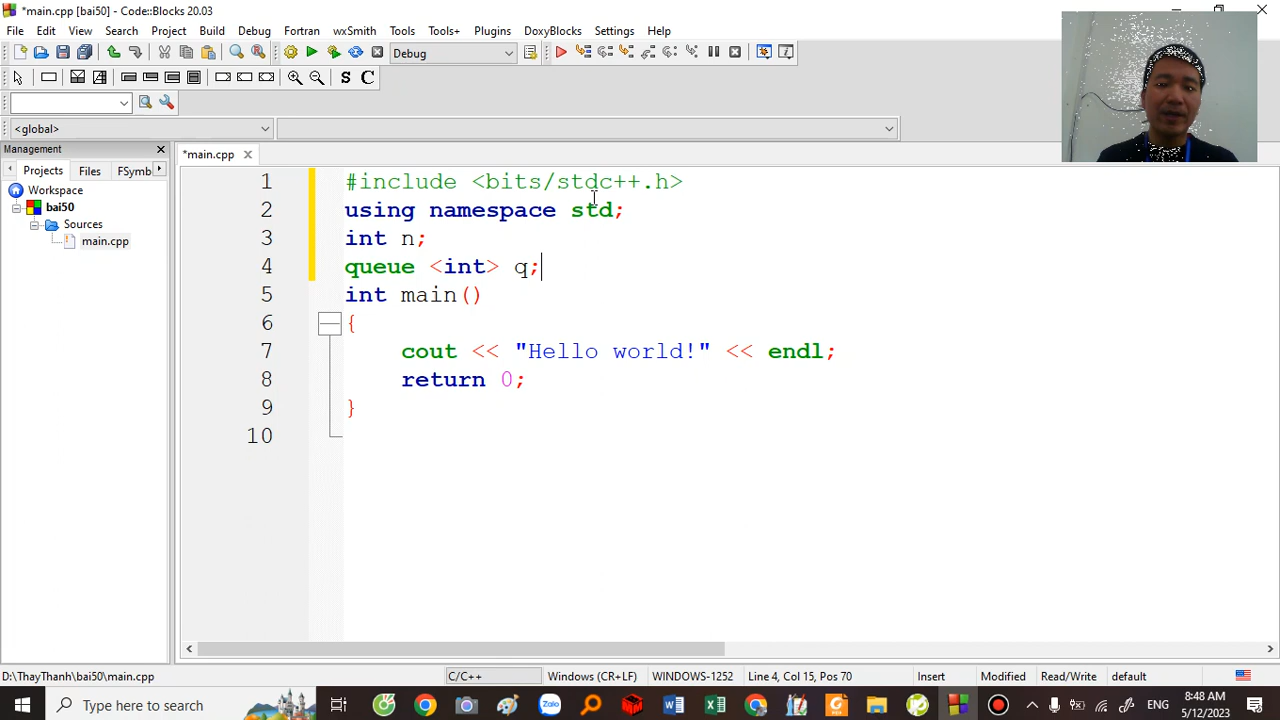 *main.cpp [bai50] - Code::Blocks 20.03
File Edit View Search Project Build Debug Fortran wxSmith Tools Tools+ Plugins DoxyBlocks Settings Help
Debug
S C
<global>
Management
Projects Files FSymb
Workspace
bai50
Sources
main.cpp
*main.cpp
1 #include <bits/stdc++.h>
2 using namespace std;
3 int n;
4 queue <int> q;
5 int main()
6 {
7 cout << "Hello world!" << endl;
8 return 0;
9 }
10
D:\ThayThanh\bai50\main.cpp C/C++ Windows (CR+LF) WINDOWS-1252 Line 4, Col 15, Pos 70 Insert Modified Read/Write default
Type here to search
Zalo
ENG
8:48 AM
5/12/2023